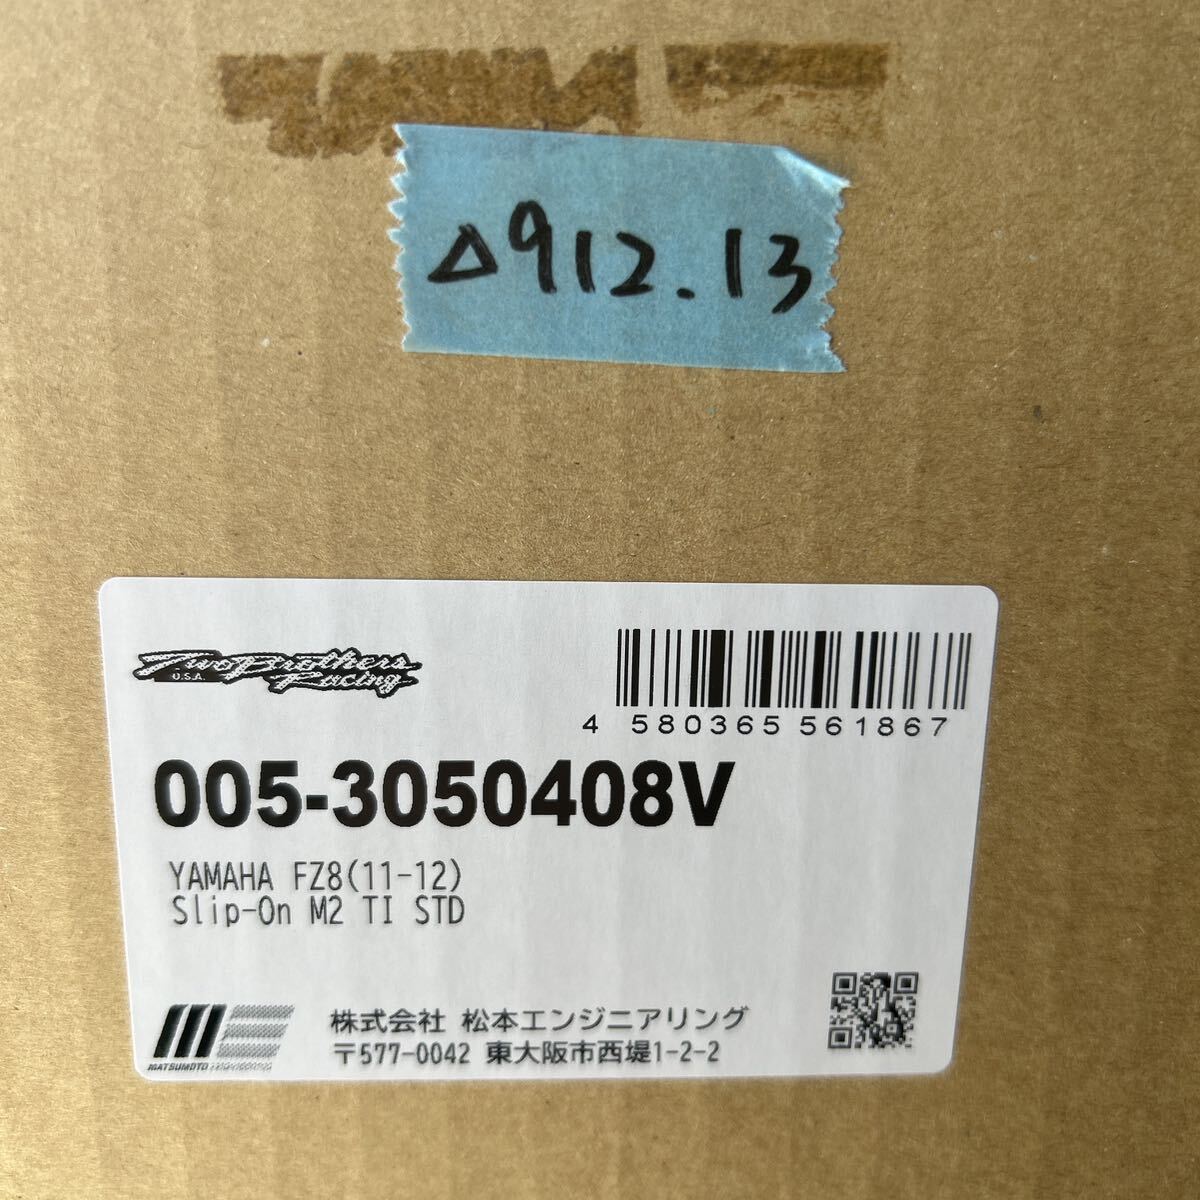 △912.13
TwoBrothers
U.S.A.
Racing
4 580365 561867
005-3050408V
YAMAHA FZ8(11-12)
Slip-On M2 TI STD
株式会社 松本エンジニアリング
〒577-0042 東大阪市西堤1-2-2
MATSUMOTO